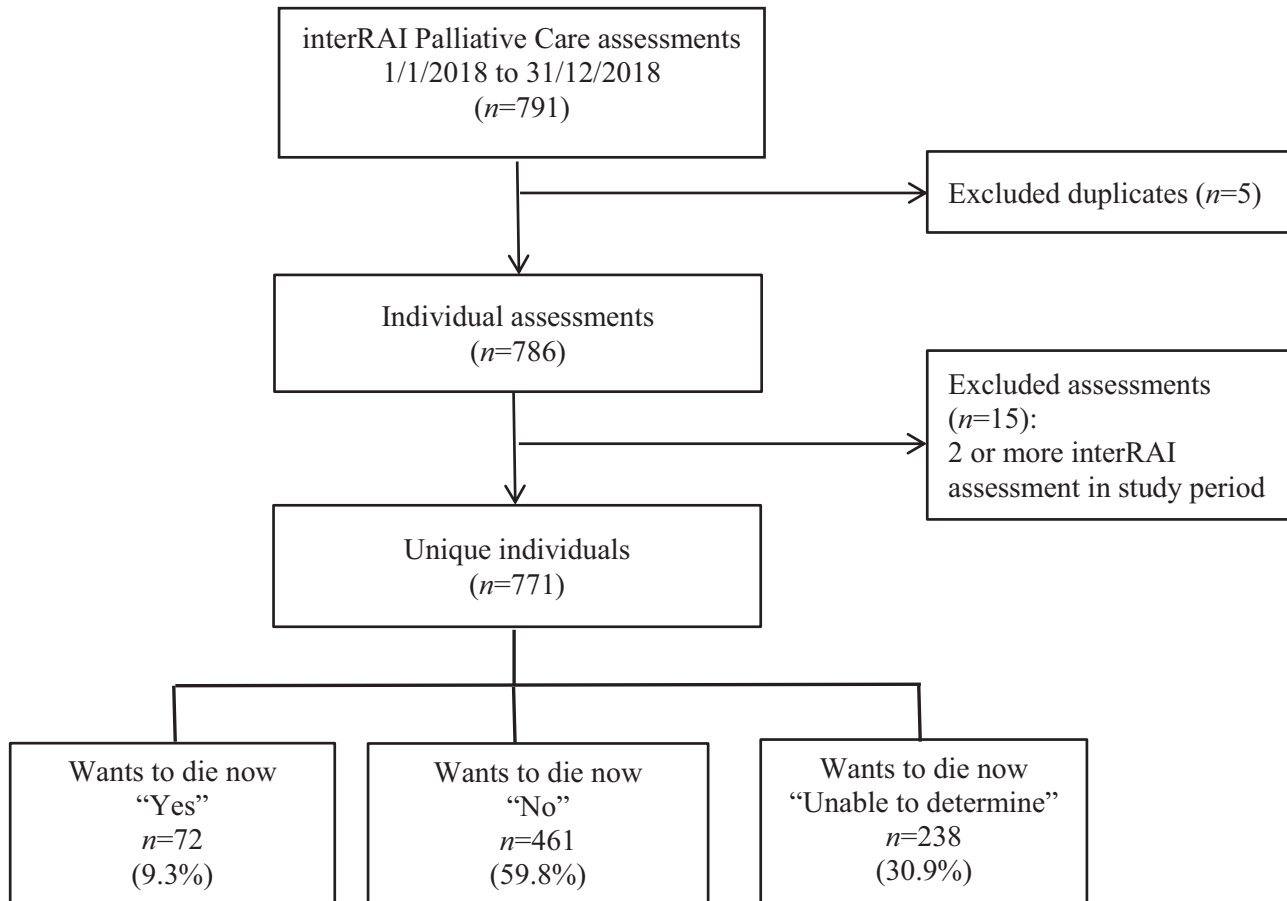 interRAI Palliative Care assessments
1/1/2018 to 31/12/2018
(n=791)
Excluded duplicates (n=5)
Individual assessments
(n=786)
Excluded assessments
(n=15):
2 or more interRAI
assessment in study period
Unique individuals
(n=771)
Wants to die now
“Yes”
n=72
(9.3%)
Wants to die now
“No”
n=461
(59.8%)
Wants to die now
“Unable to determine”
n=238
(30.9%)